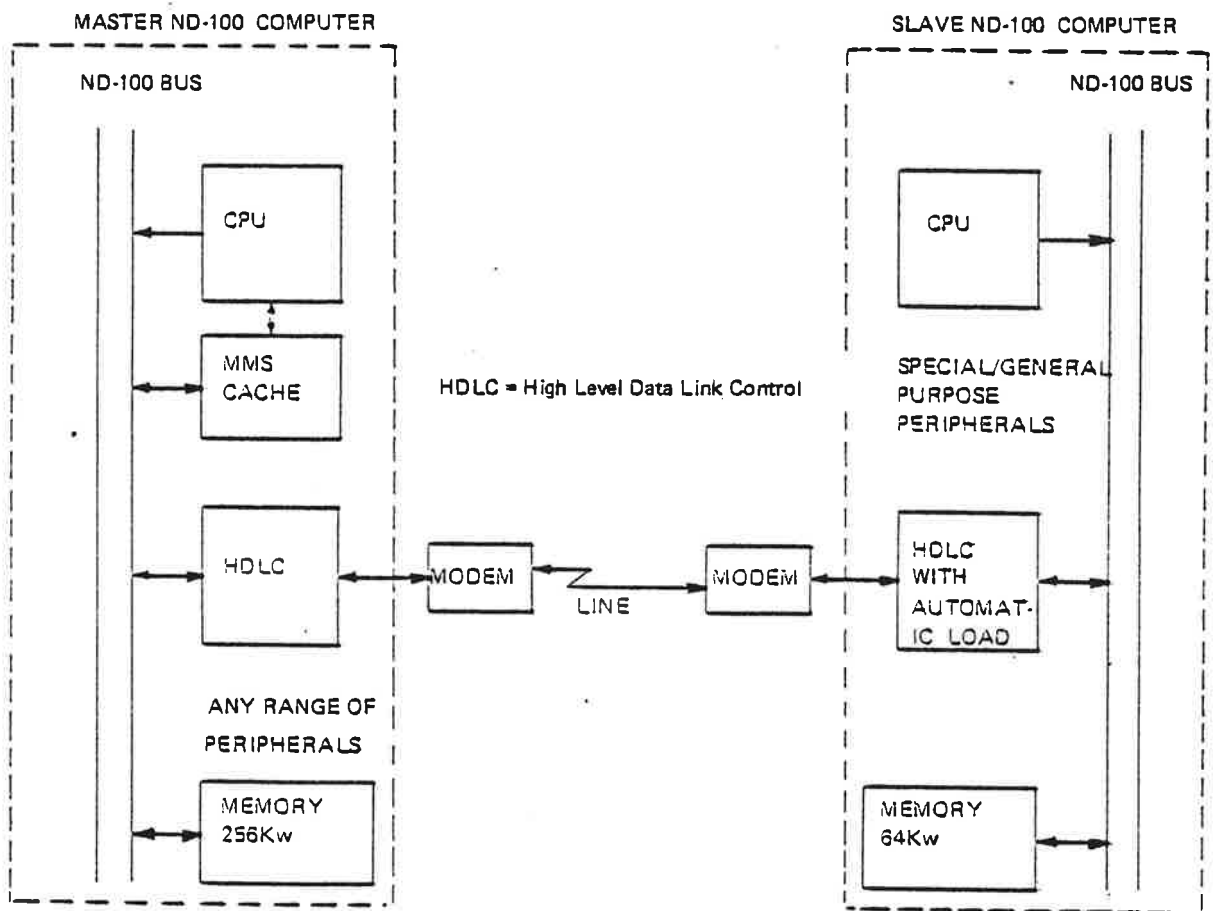 MASTER ND-100 COMPUTER
ND-100 BUS
CPU
MMS
CACHE
HDLC
ANY RANGE OF
PERIPHERALS
MEMORY
256Kw
HDLC = High Level Data Link Control
MODEM
LINE
MODEM
SLAVE ND-100 COMPUTER
ND-100 BUS
CPU
SPECIAL/GENERAL
PURPOSE
PERIPHERALS
HDLC
WITH
AUTOMAT-
IC LOAD
MEMORY
64Kw